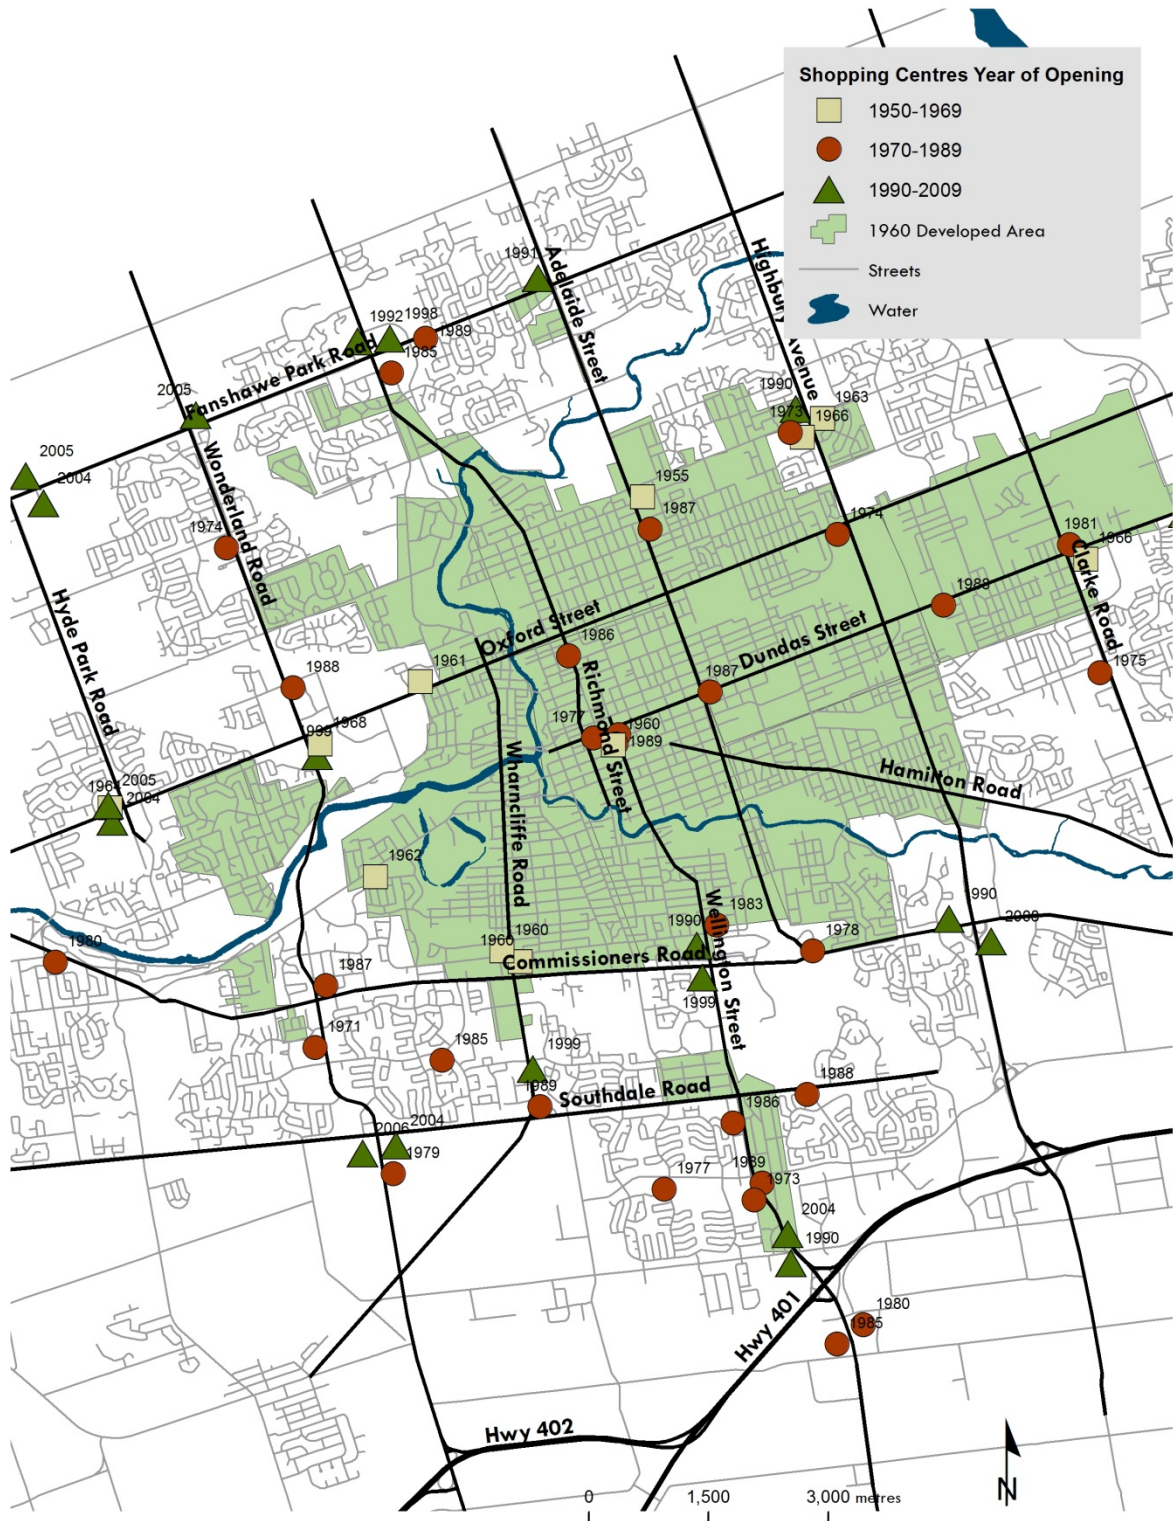 Shopping Centres Year of Opening
1950-1969
1970-1989
1990-2009
1960 Developed Area
Streets
Water
Adelaide Street
Highbury Avenue
1991
1992
1998
1989
1985
Fanshawe Park Road
2005
1990
1963
1973
1966
2005
2004
Wonderland Road
1974
1955
1987
1974
1981
1966
Clarke Road
Hyde Park Road
1988
Oxford Street
1986
Dundas Street
1961
1988
1987
1975
Richmond Street
1968
999
1977
1960
1989
Wharncliffe Road
Hamilton Road
2005
1964
2004
1962
Wellington Street
1983
1990
1990
2008
1960
1960
Commissioners Road
1978
1980
1987
1999
1971
1985
1999
1989
Southdale Road
1988
1986
2006
2004
1979
1977
1989
1973
2004
1990
Hwy 401
1980
1985
Hwy 402
N
0
1,500
3,000 metres